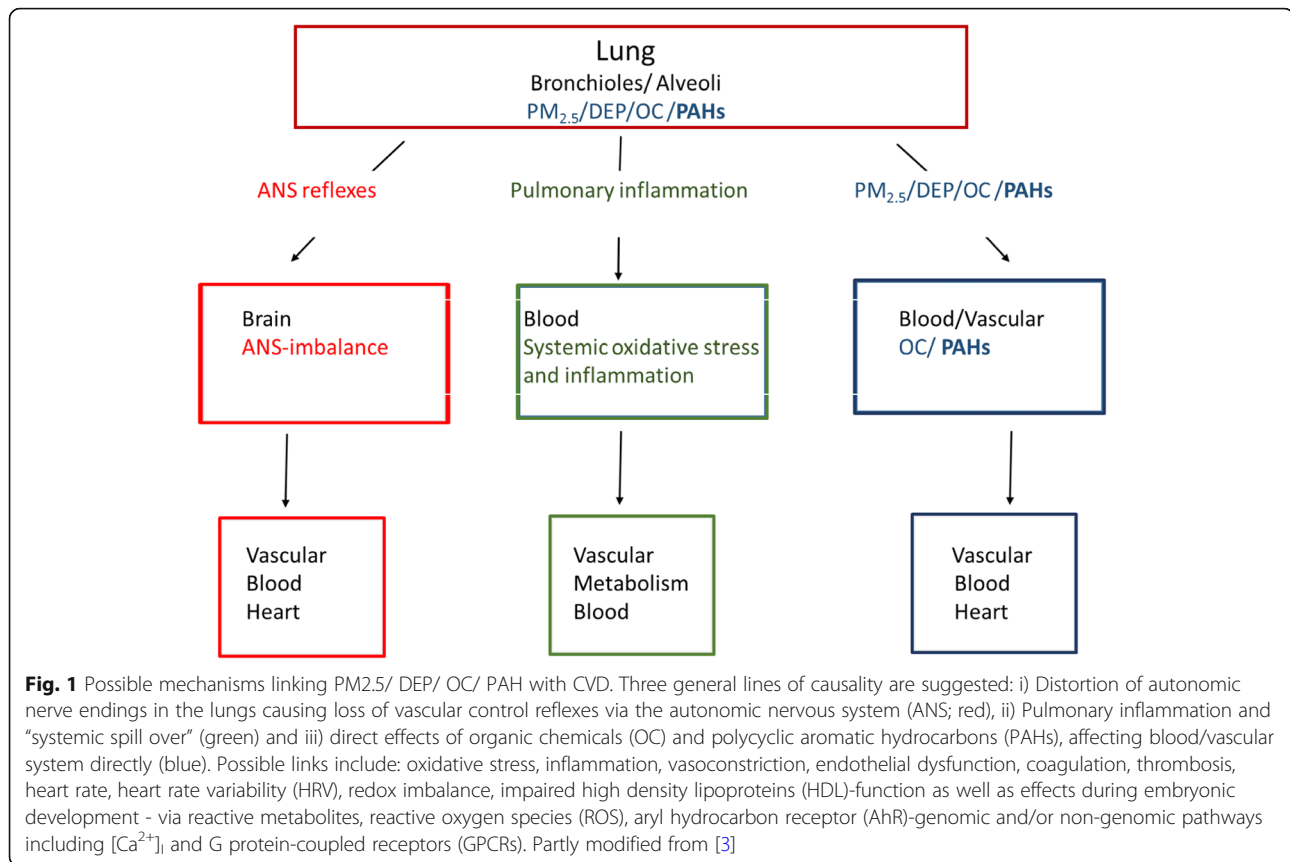 Lung
Bronchioles/ Alveoli
PM2.5/DEP/OC/PAHs
ANS reflexes
Pulmonary inflammation
PM2.5/DEP/OC/PAHs
Brain
ANS-imbalance
Blood
Systemic oxidative stress
and inflammation
Blood/Vascular
OC/ PAHs
Vascular
Blood
Heart
Vascular
Metabolism
Blood
Vascular
Blood
Heart
Fig. 1 Possible mechanisms linking PM2.5/ DEP/ OC/ PAH with CVD. Three general lines of causality are suggested: i) Distortion of autonomic
nerve endings in the lungs causing loss of vascular control reflexes via the autonomic nervous system (ANS; red), ii) Pulmonary inflammation and
“systemic spill over” (green) and iii) direct effects of organic chemicals (OC) and polycyclic aromatic hydrocarbons (PAHs), affecting blood/vascular
system directly (blue). Possible links include: oxidative stress, inflammation, vasoconstriction, endothelial dysfunction, coagulation, thrombosis,
heart rate, heart rate variability (HRV), redox imbalance, impaired high density lipoproteins (HDL)-function as well as effects during embryonic
development - via reactive metabolites, reactive oxygen species (ROS), aryl hydrocarbon receptor (AhR)-genomic and/or non-genomic pathways
including [Ca2+]I and G protein-coupled receptors (GPCRs). Partly modified from [3]